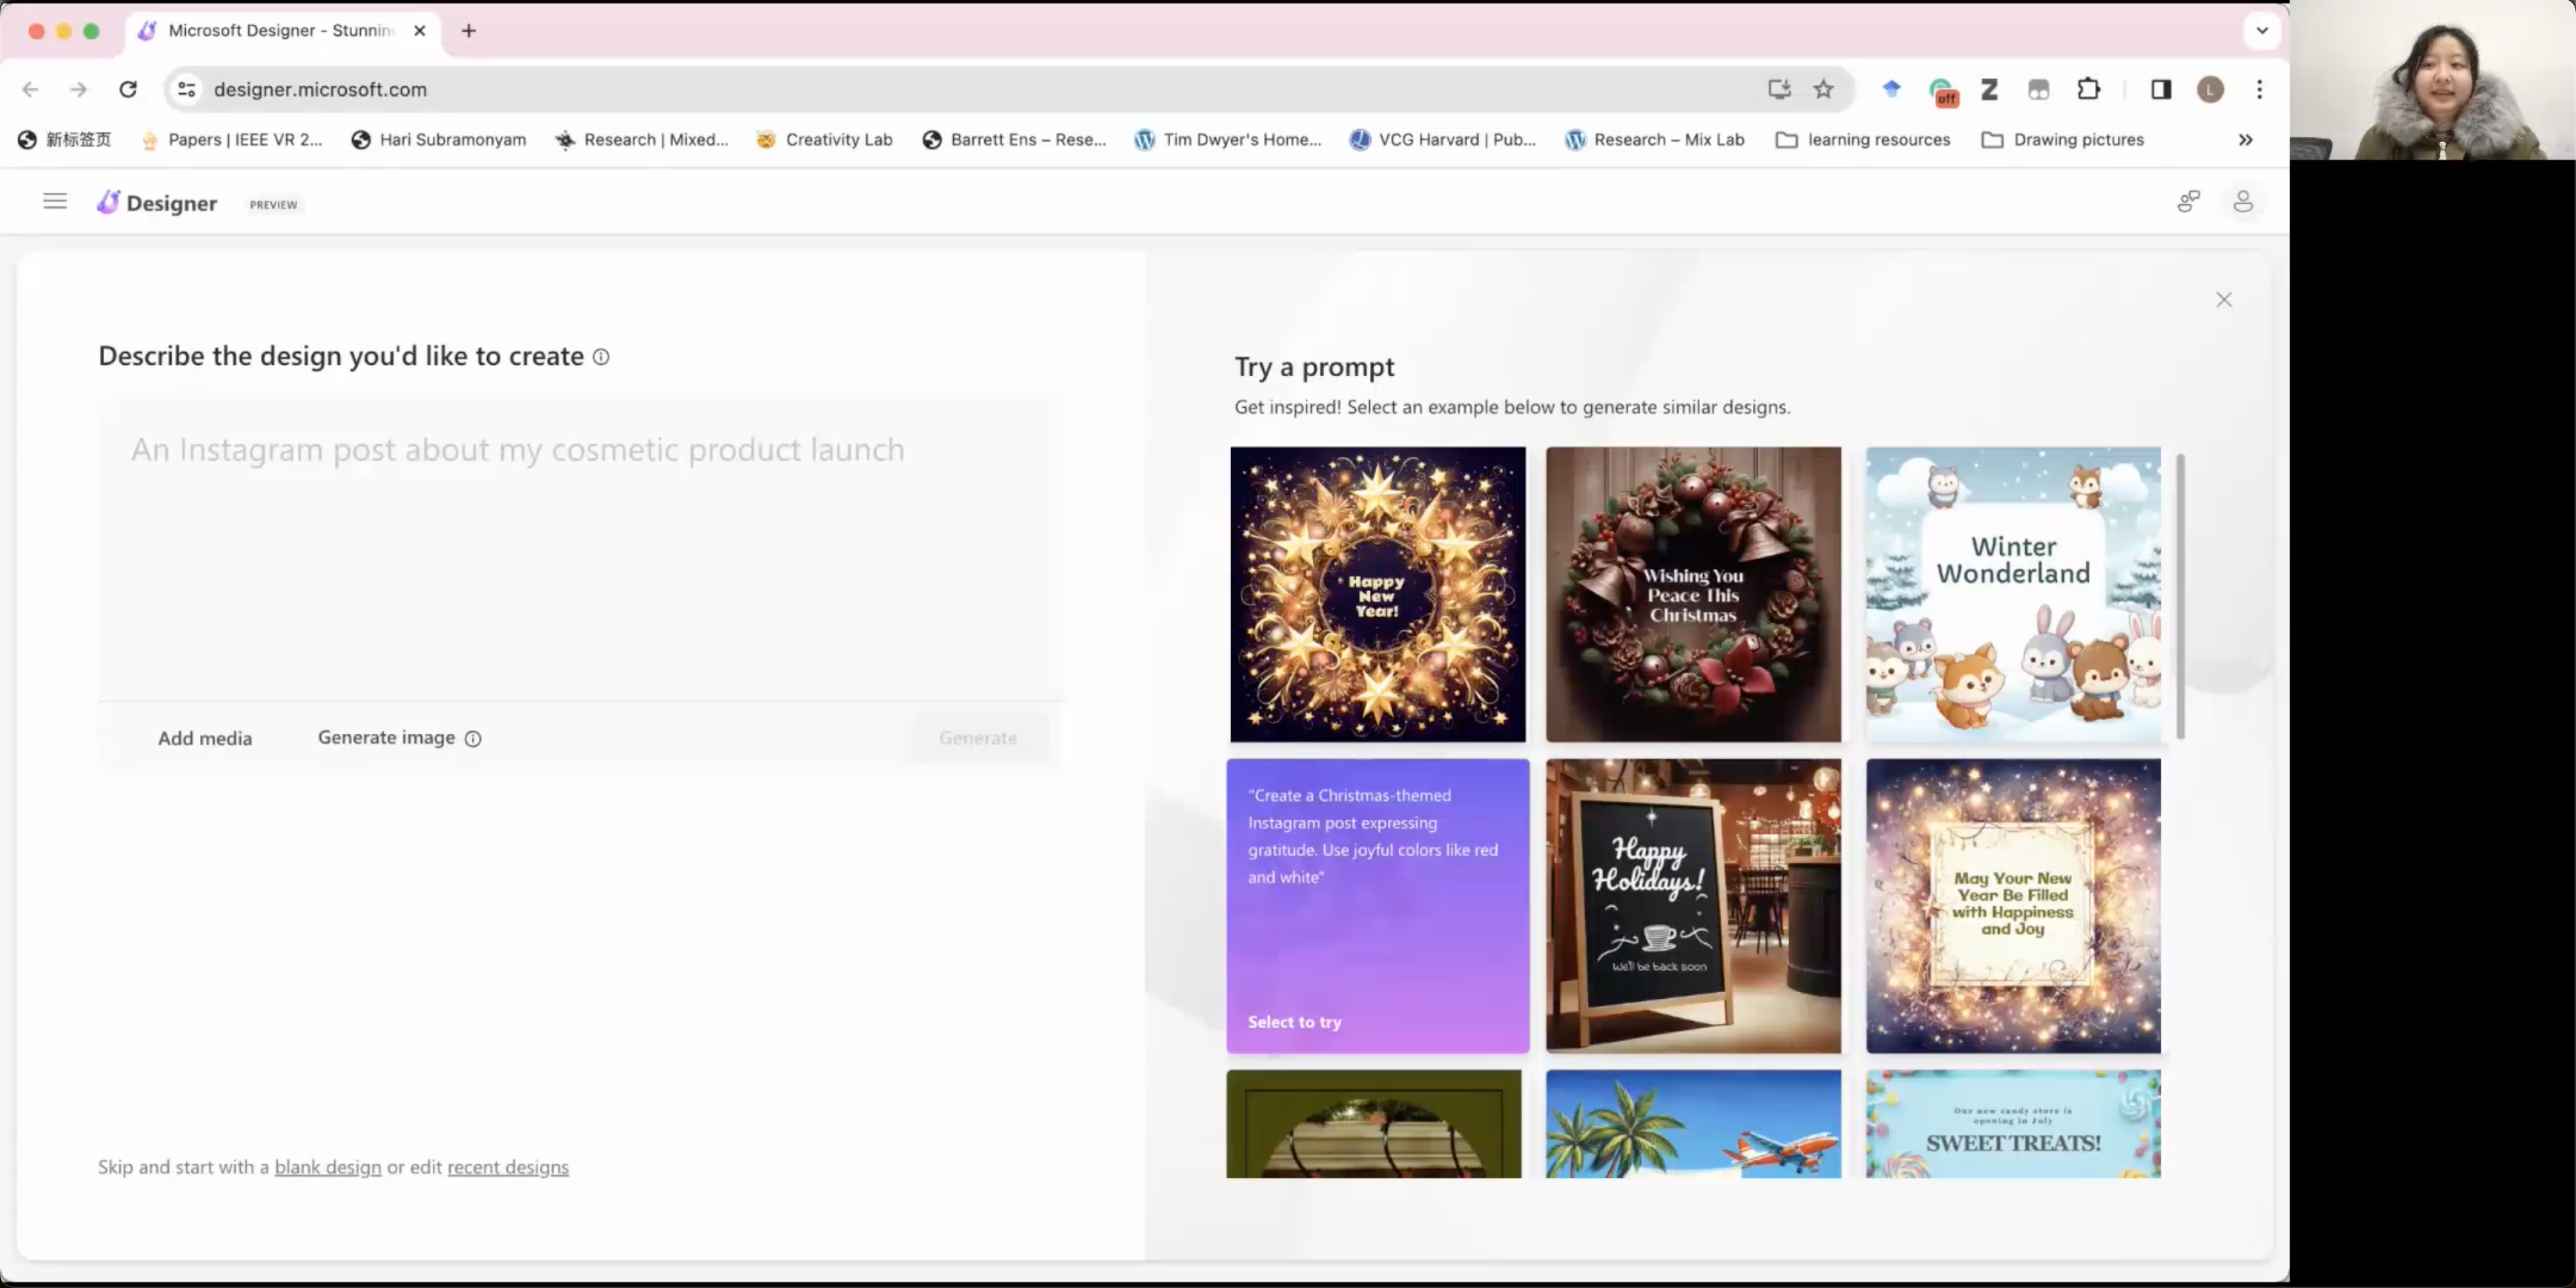 Microsoft Designer - Stunnin
designer.microsoft.com
off
L
新标签页
Papers | IEEE VR 2...
Hari Subramonyam
Research | Mixed...
Creativity Lab
Barrett Ens – Rese...
Tim Dwyer's Home...
VCG Harvard | Pub...
Research – Mix Lab
learning resources
Drawing pictures
Designer
PREVIEW
Describe the design you'd like to create
An Instagram post about my cosmetic product launch
Add media
Generate image
Generate
Skip and start with a blank design or edit recent designs
Try a prompt
Get inspired! Select an example below to generate similar designs.
Happy
New
Year!
Wishing You
Peace This
Christmas
Winter
Wonderland
"Create a Christmas-themed
Instagram post expressing
gratitude. Use joyful colors like red
and white"
Select to try
Happy
Holidays!
We'll be back soon
May Your New
Year Be Filled
with Happiness
and Joy
Our new candy store is
opening in July
SWEET TREATS!